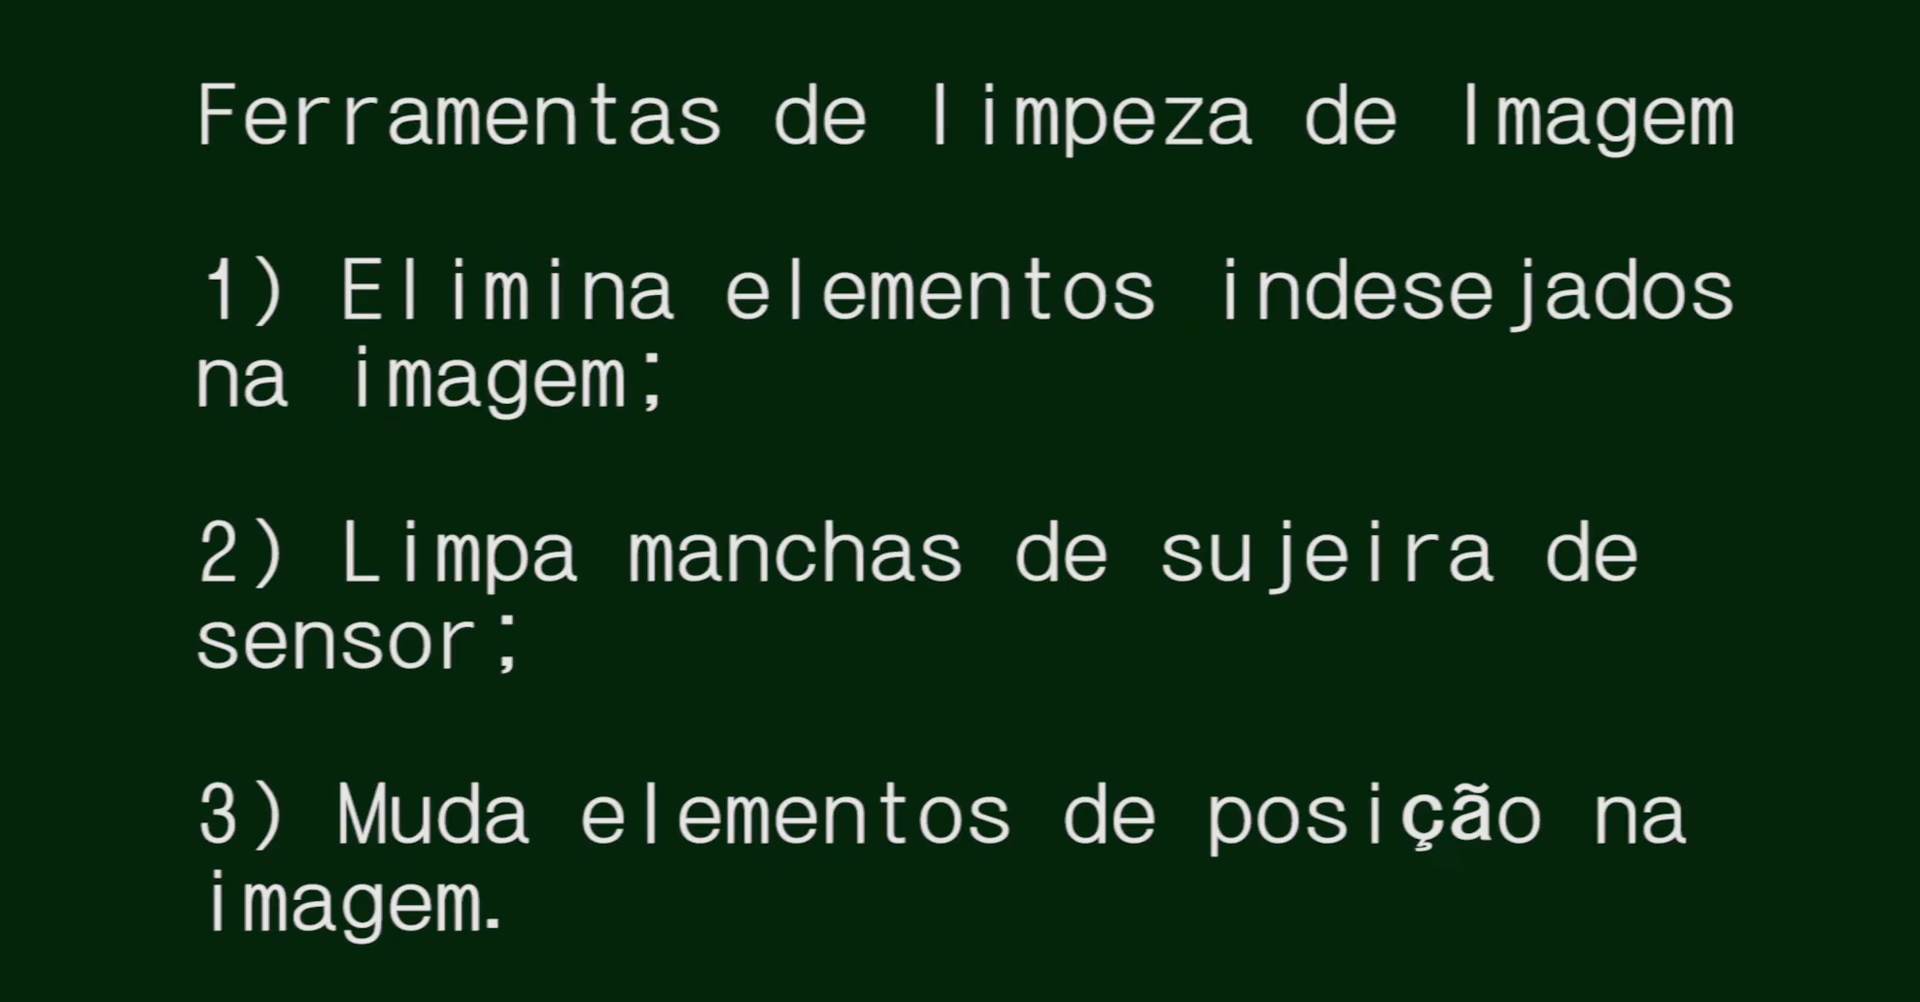 Ferramentas de limpeza de Imagem
1) Elimina elementos indesejados
na imagem;
2) Limpa manchas de sujeira de
sensor;
3) Muda elementos de posição na
imagem.